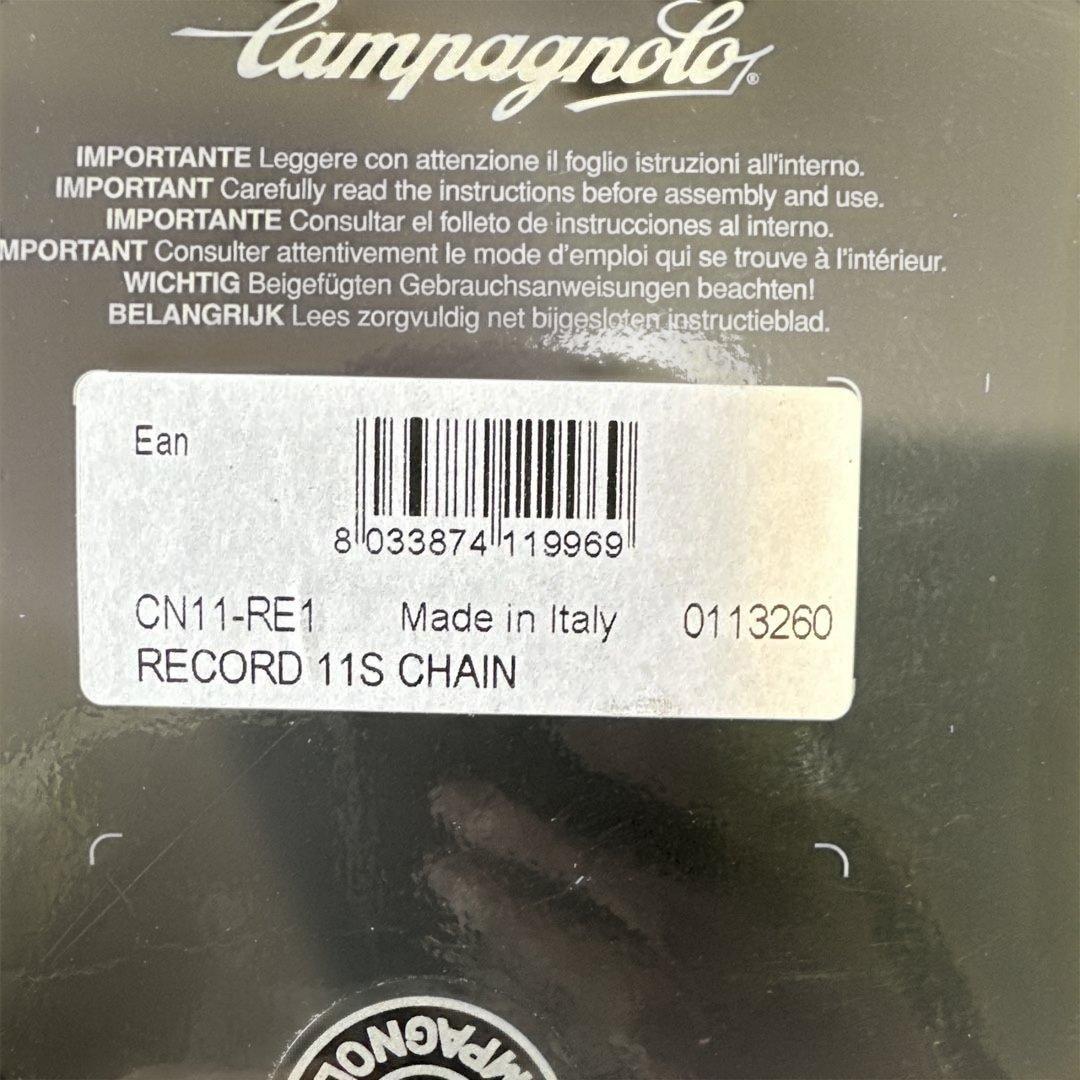 Campagnolo®
IMPORTANTE Leggere con attenzione il foglio istruzioni all'interno.
IMPORTANT Carefully read the instructions before assembly and use.
IMPORTANTE Consultar el folleto de instrucciones al interno.
MPORTANT Consulter attentivement le mode d'emploi qui se trouve à l'intérieur.
WICHTIG Beigefügten Gebrauchsanweisungen beachten!
BELANGRIJK Lees zorgvuldig net bijgesloten instructieblad.
Ean
8 033874 119969
CN11-RE1 Made in Italy 0113260
RECORD 11S CHAIN
MPAGNOL